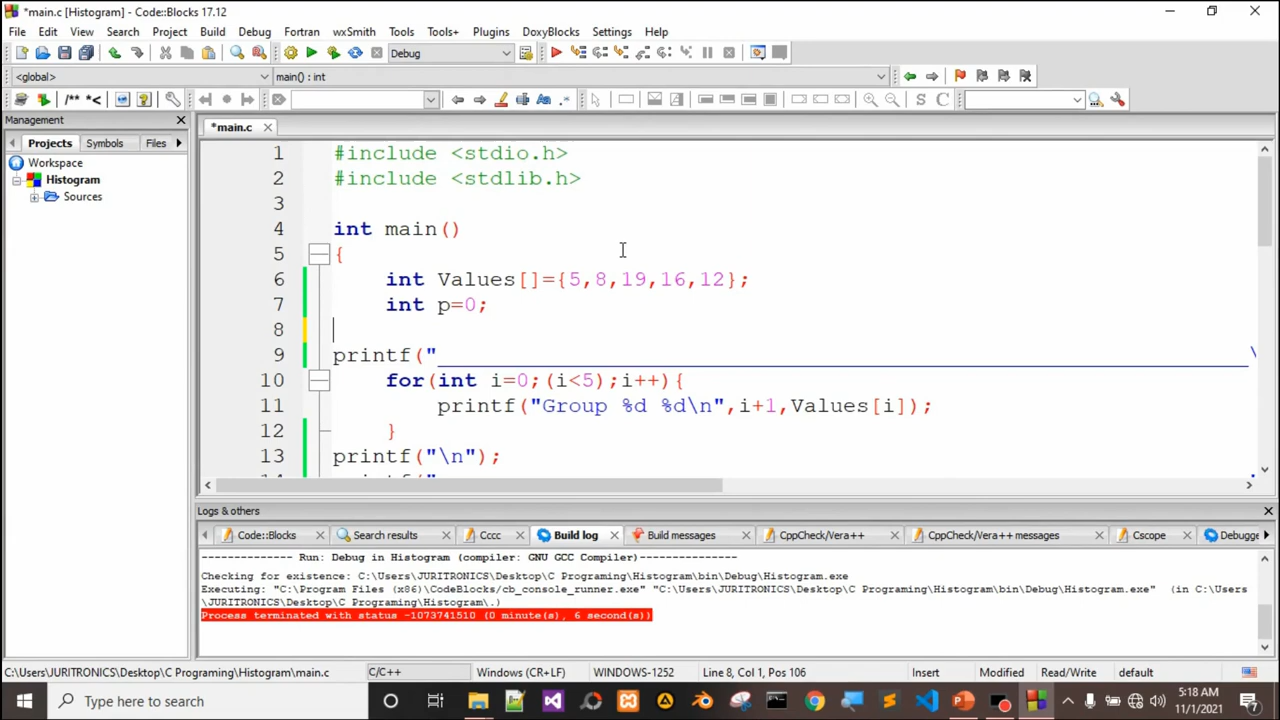 *main.c [Histogram] - Code::Blocks 17.12
File Edit View Search Project Build Debug Fortran wxSmith Tools Tools+ Plugins DoxyBlocks Settings Help
Debug
<global> main() : int
/** *<
S C
Management
Projects Symbols Files
Workspace
Histogram
Sources
*main.c
1 #include <stdio.h>
2 #include <stdlib.h>
3
4 int main()
5 {
6 int Values[]={5,8,19,16,12};
7 int p=0;
8
9 printf("______________________________________________________________\
10 for(int i=0;(i<5);i++){
11 printf("Group %d %d\n",i+1,Values[i]);
12 }
13 printf("\n");
Logs & others
Code::Blocks Search results Cccc Build log Build messages CppCheck/Vera++ CppCheck/Vera++ messages Cscope Debugge
-------------- Run: Debug in Histogram (compiler: GNU GCC Compiler)---------------
Checking for existence: C:\Users\JURITRONICS\Desktop\C Programing\Histogram\bin\Debug\Histogram.exe
Executing: "C:\Program Files (x86)\CodeBlocks/cb_console_runner.exe" "C:\Users\JURITRONICS\Desktop\C Programing\Histogram\bin\Debug\Histogram.exe" (in C:\Users
\JURITRONICS\Desktop\C Programing\Histogram\.)
Process terminated with status -1073741510 (0 minute(s), 6 second(s))
C:\Users\JURITRONICS\Desktop\C Programing\Histogram\main.c C/C++ Windows (CR+LF) WINDOWS-1252 Line 8, Col 1, Pos 106 Insert Modified Read/Write default
Type here to search
5:18 AM
11/1/2021
7